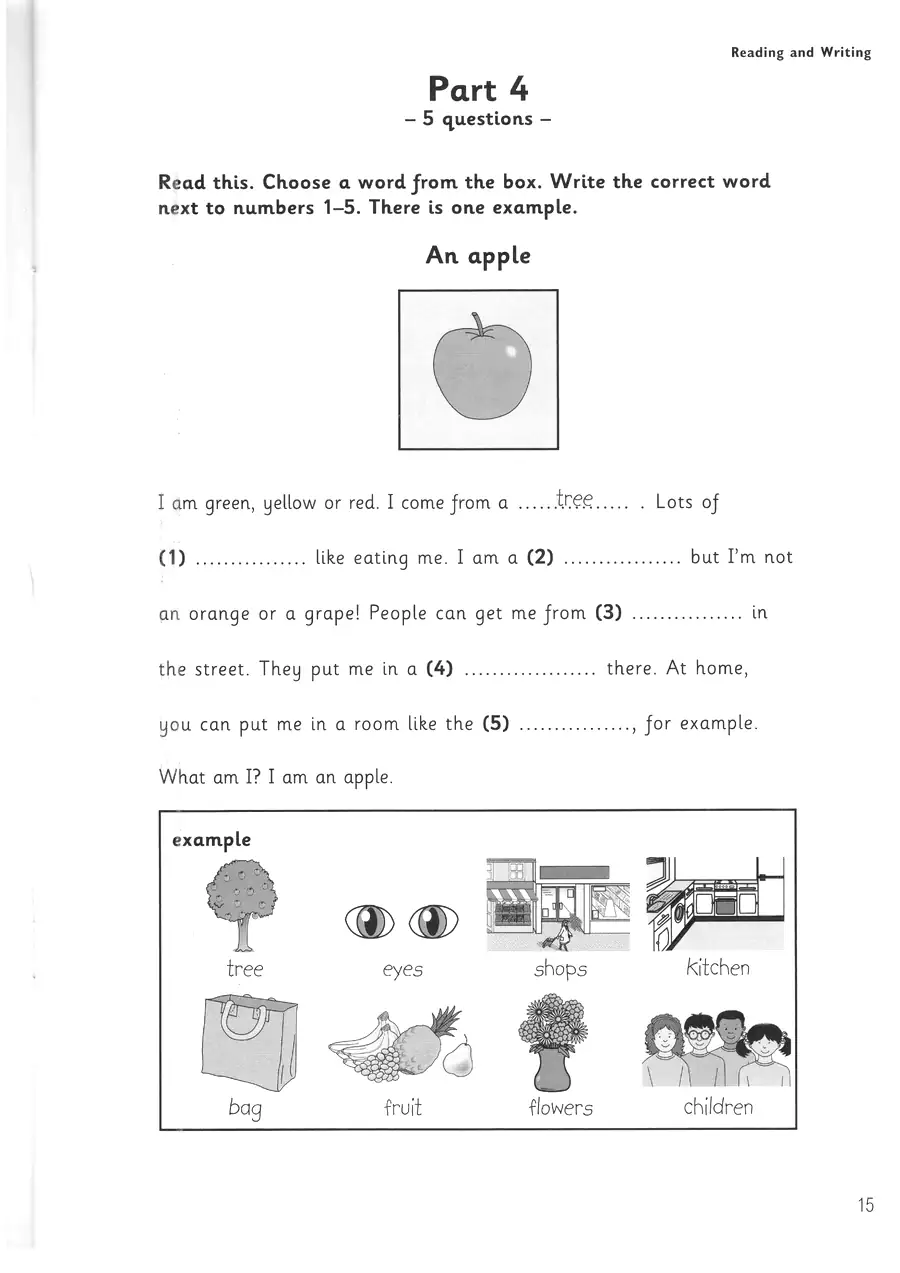 Reading and Writing
Part 4
– 5 questions –
Read this. Choose a word from the box. Write the correct word
next to numbers 1–5. There is one example.
An apple
I am green, yellow or red. I come from a ......tree...... . Lots of
(1) ................ like eating me. I am a (2) ................. but I'm not
an orange or a grape! People can get me from (3) ................ in
the street. They put me in a (4) ................... there. At home,
you can put me in a room like the (5) ................, for example.
What am I? I am an apple.
example
tree eyes shops kitchen
bag fruit flowers children
15